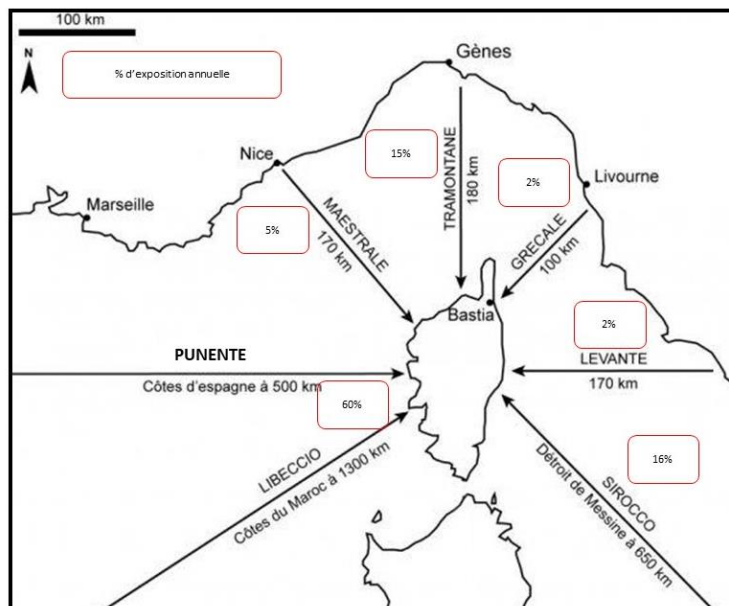 100 km
N
% d'exposition annuelle
Gènes
Nice
15%
TRAMONTANE
180 km
2%
Livourne
Marseille
5%
MAESTRALE
170 km
GRECALE
100 km
Bastia
2%
PUNENTE
Côtes d'espagne à 500 km
LEVANTE
170 km
60%
LIBECCIO
Côtes du Maroc à 1300 km
16%
SIROCCO
Détroit de Messine à 650 km